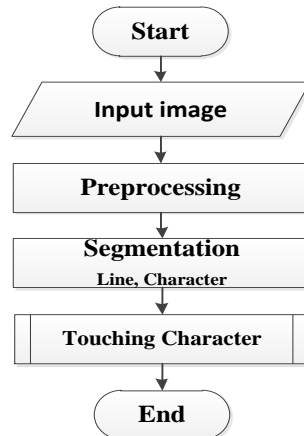 Start
Input image
Preprocessing
Segmentation
Line, Character
Touching Character
End